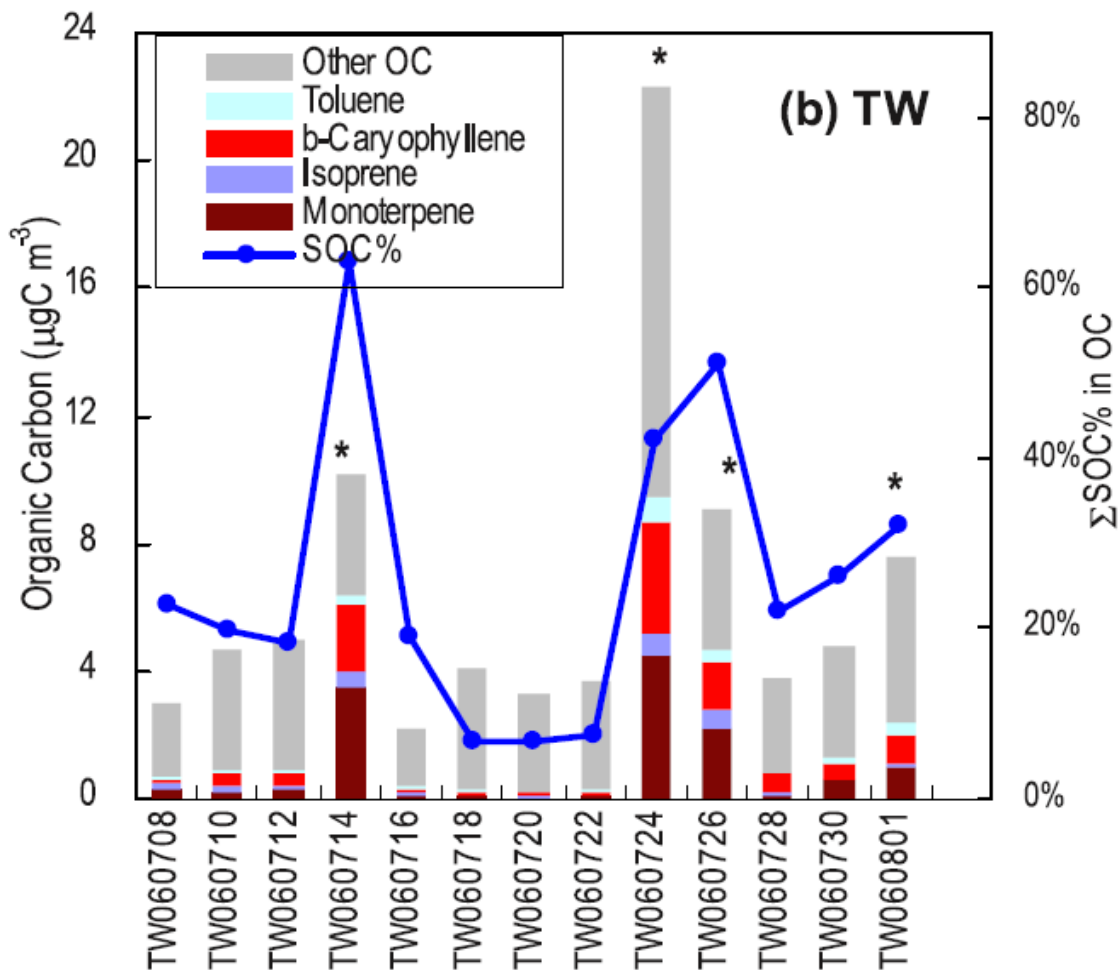 24
20
16
12
8
4
0
Organic Carbon (μgC m⁻³)
Other OC
Toluene
b-Caryophyllene
Isoprene
Monoterpene
SOC%
(b) TW
*
*
*
*
80%
60%
40%
20%
0%
ΣSOC% in OC
TW060708
TW060710
TW060712
TW060714
TW060716
TW060718
TW060720
TW060722
TW060724
TW060726
TW060728
TW060730
TW060801